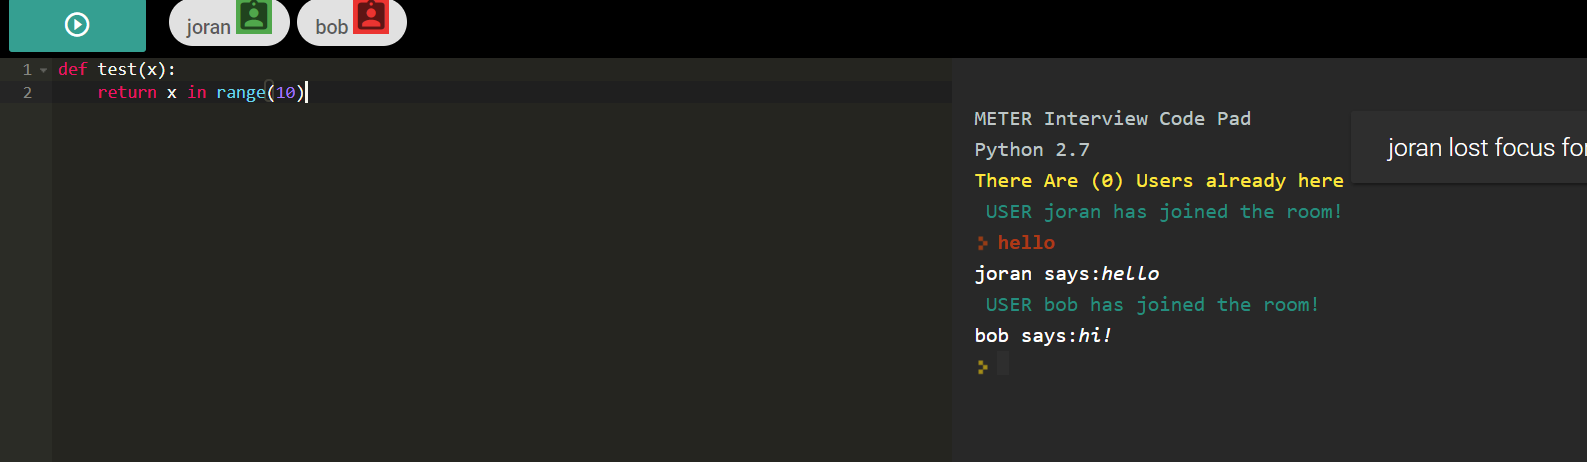 joran
bob
1 def test(x):
2 return x in range(10)
METER Interview Code Pad
Python 2.7
There Are (0) Users already here
USER joran has joined the room!
hello
joran says:hello
USER bob has joined the room!
bob says:hi!
joran lost focus for